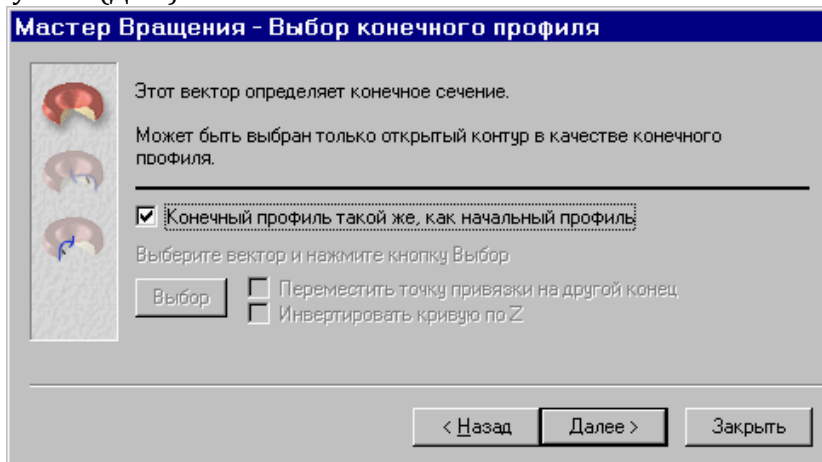 Мастер Вращения - Выбор конечного профиля
Этот вектор определяет конечное сечение.
Может быть выбран только открытый контур в качестве конечного
профиля.
Конечный профиль такой же, как начальный профиль
Выберите вектор и нажмите кнопку Выбор
Выбор
Переместить точку привязки на другой конец
Инвертировать кривую по Z
< Назад
Далее >
Закрыть